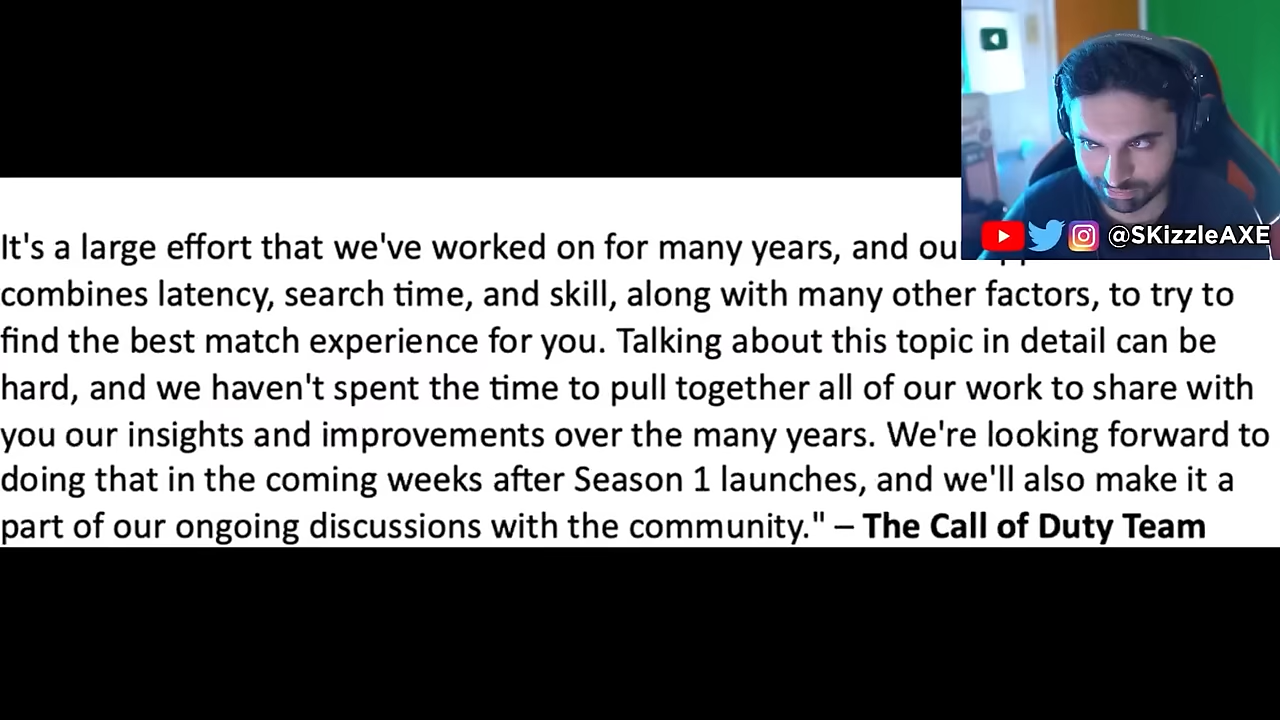 @SKizzleAXE
It's a large effort that we've worked on for many years, and our
combines latency, search time, and skill, along with many other factors, to try to
find the best match experience for you. Talking about this topic in detail can be
hard, and we haven't spent the time to pull together all of our work to share with
you our insights and improvements over the many years. We're looking forward to
doing that in the coming weeks after Season 1 launches, and we'll also make it a
part of our ongoing discussions with the community." – The Call of Duty Team